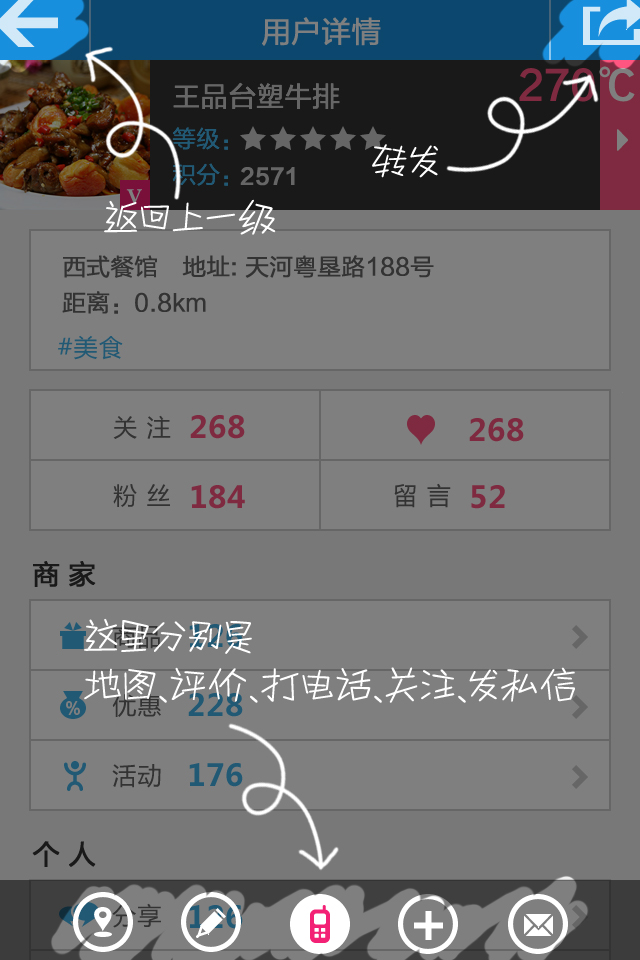 用户详情
王品台塑牛排
279℃
等级:
转发
积分: 2571
V
返回上一级
西式餐馆 地址: 天河粤垦路188号
距离: 0.8km
#美食
关注 268
268
粉丝 184
留言 52
商家
这里分别是
商品
地图、评价、打电话、关注、发私信
% 优惠 228
活动 176
个人
分享 126